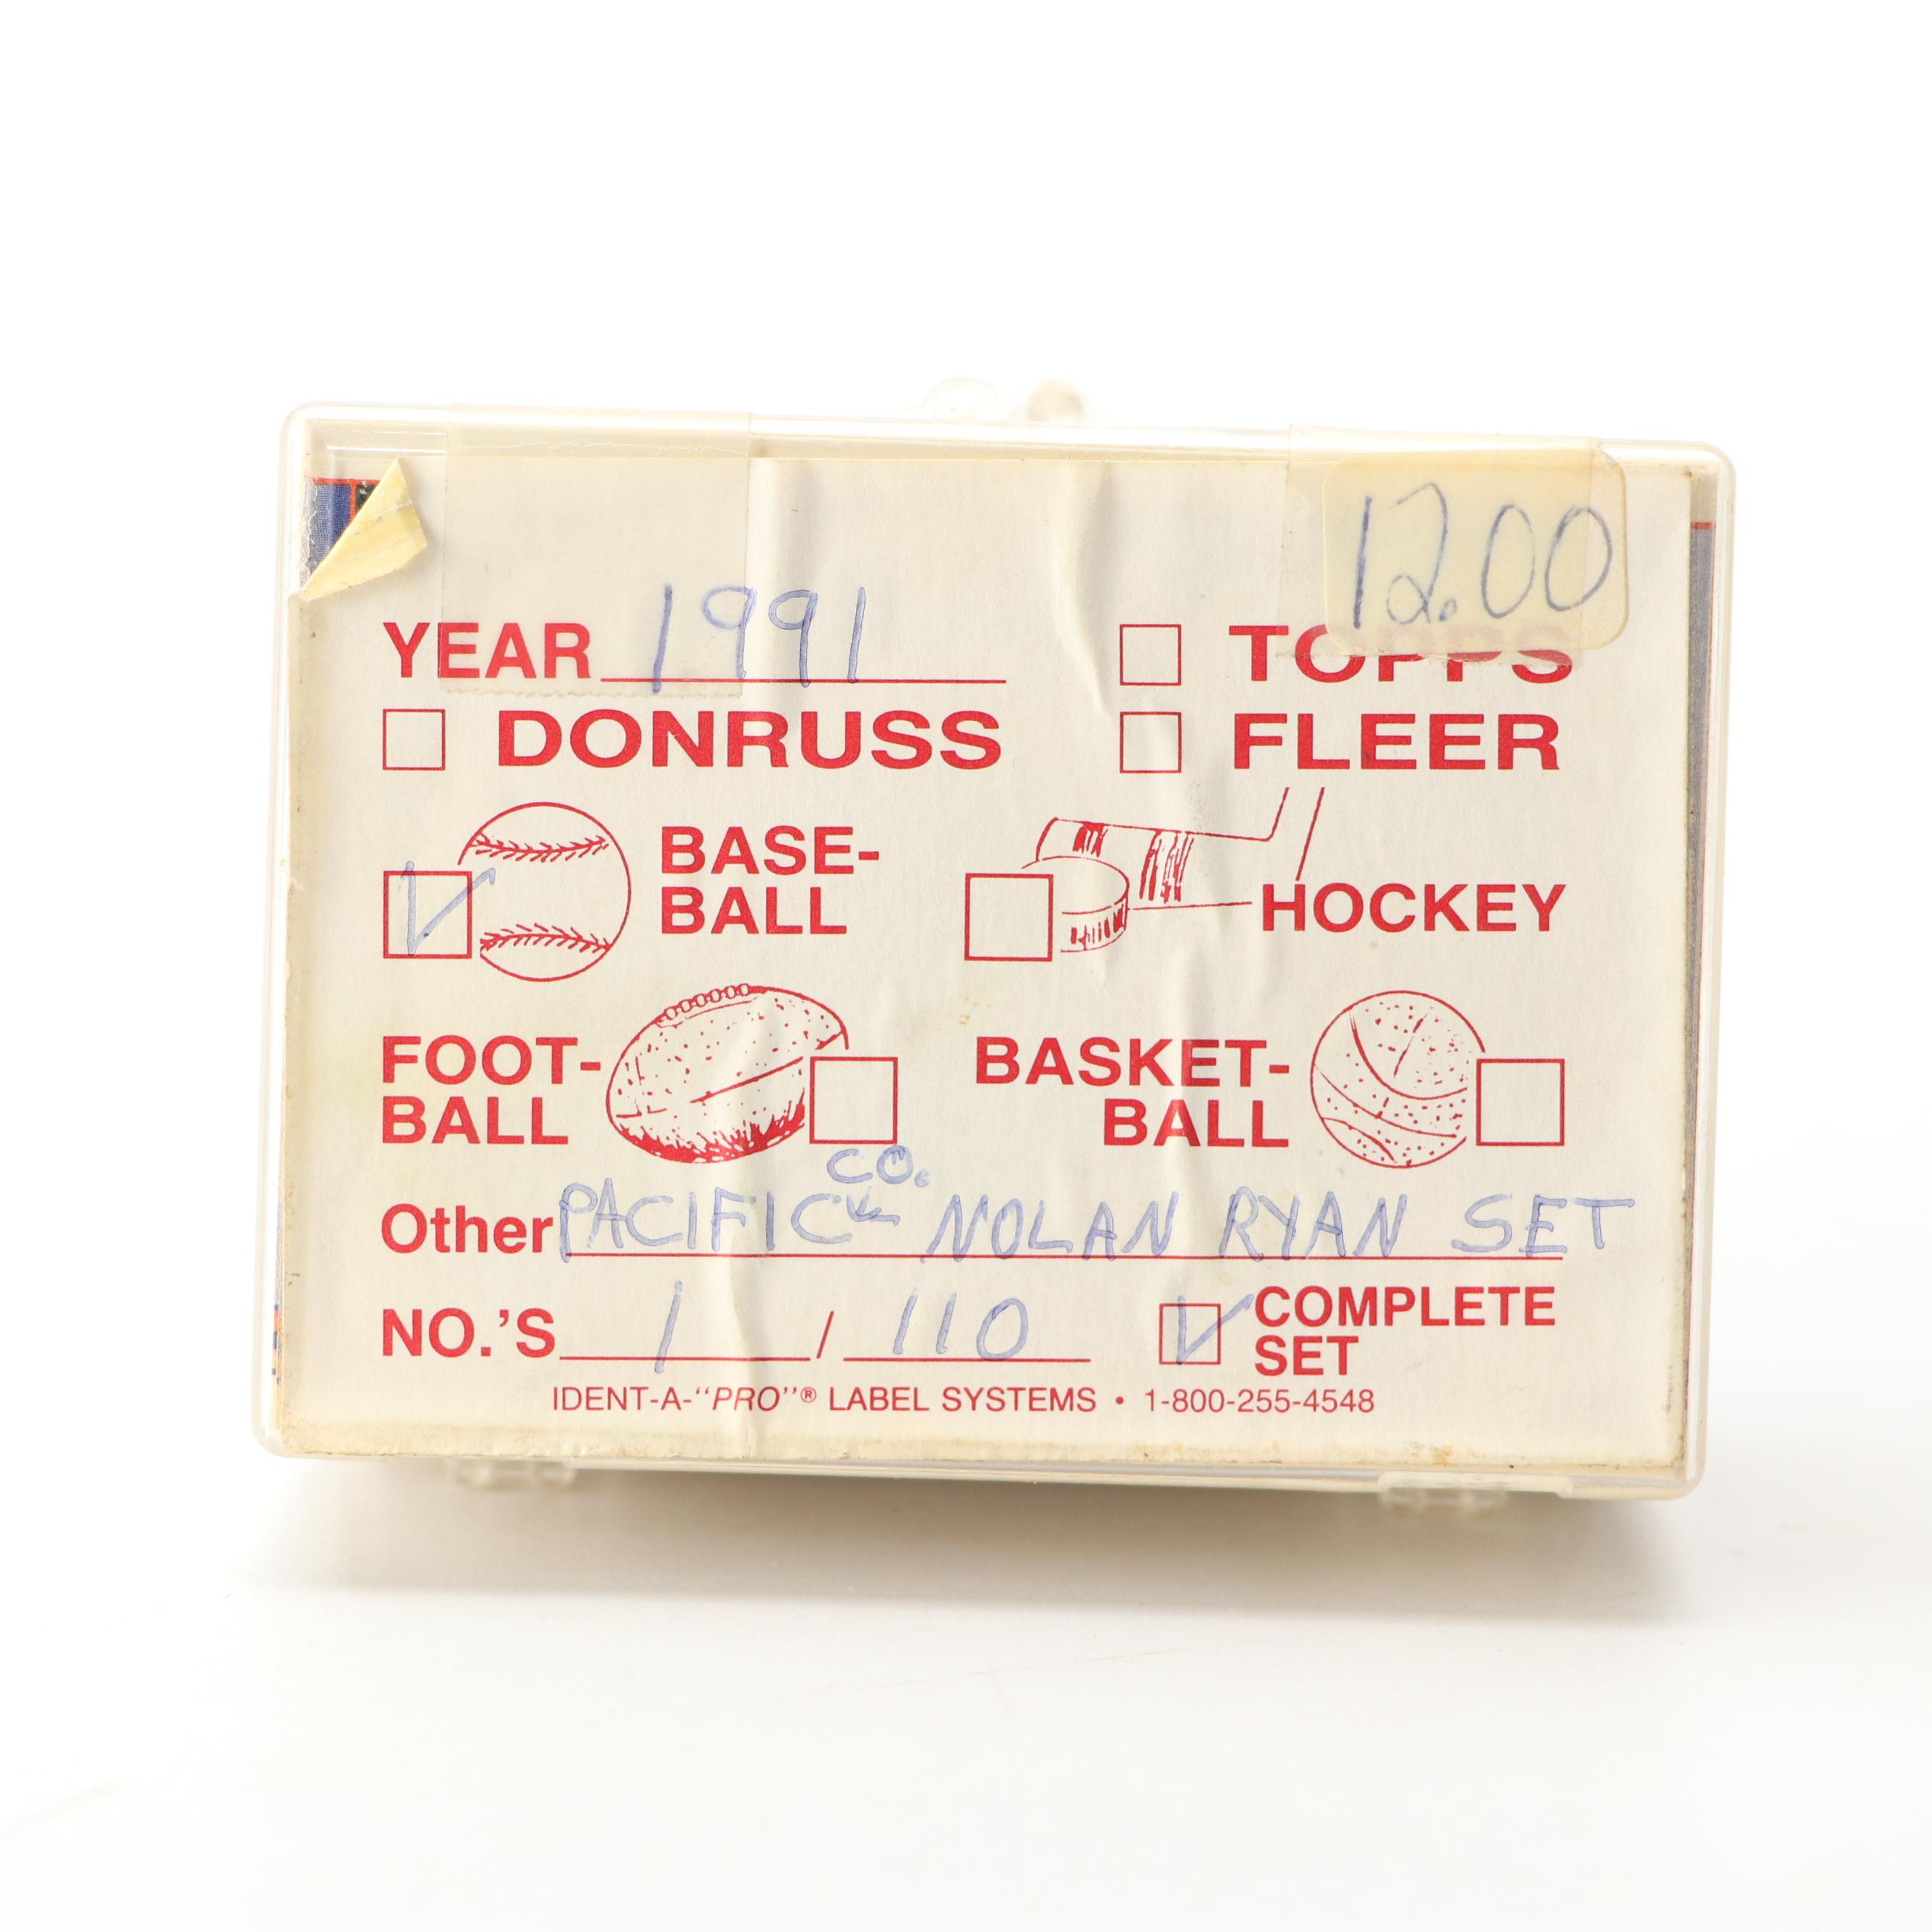 12.00
YEAR 1991
TOPPS
DONRUSS
FLEER
BASE-
BALL
HOCKEY
FOOT-
BALL
BASKET-
BALL
CO.
Other PACIFIC NOLAN RYAN SET
NO.'S 1 / 110
COMPLETE
SET
IDENT-A-"PRO"® LABEL SYSTEMS • 1-800-255-4548